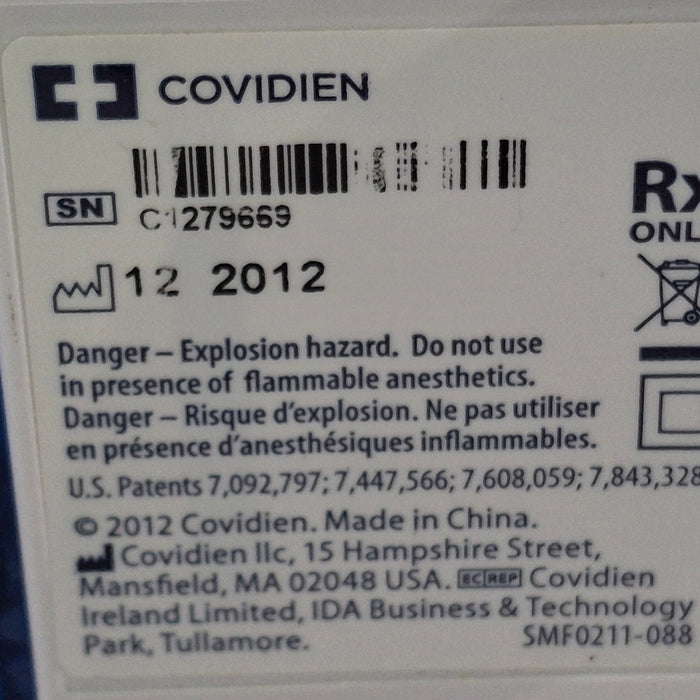 COVIDIEN
SN
C1279669
12 2012
Rx
ONL
Danger – Explosion hazard. Do not use
in presence of flammable anesthetics.
Danger – Risque d'explosion. Ne pas utiliser
en présence d'anesthésiques inflammables.
U.S. Patents 7,092,797; 7,447,566; 7,608,059; 7,843,328
© 2012 Covidien. Made in China.
Covidien llc, 15 Hampshire Street,
Mansfield, MA 02048 USA. EC REP Covidien
Ireland Limited, IDA Business & Technology
Park, Tullamore. SMF0211-088